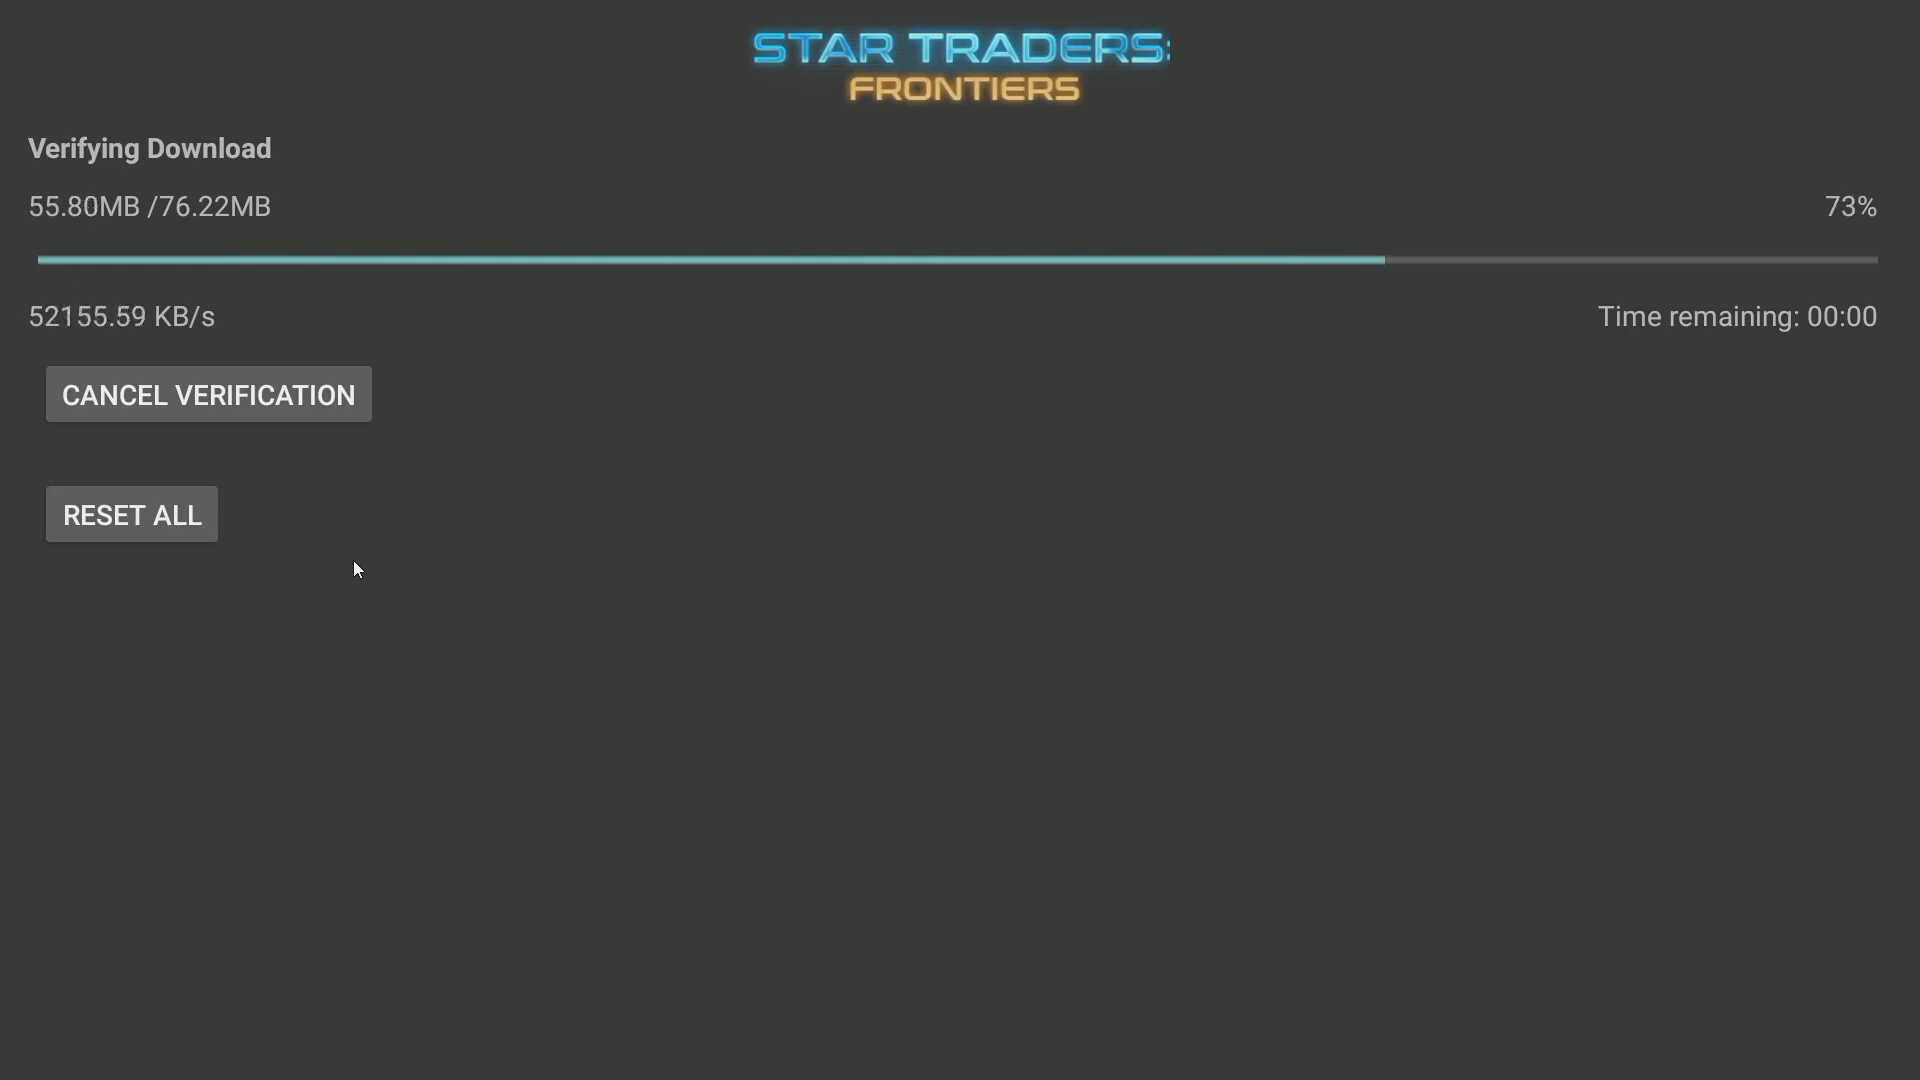 STAR TRADERS:
FRONTIERS
Verifying Download
55.80MB /76.22MB
73%
52155.59 KB/s
Time remaining: 00:00
CANCEL VERIFICATION
RESET ALL